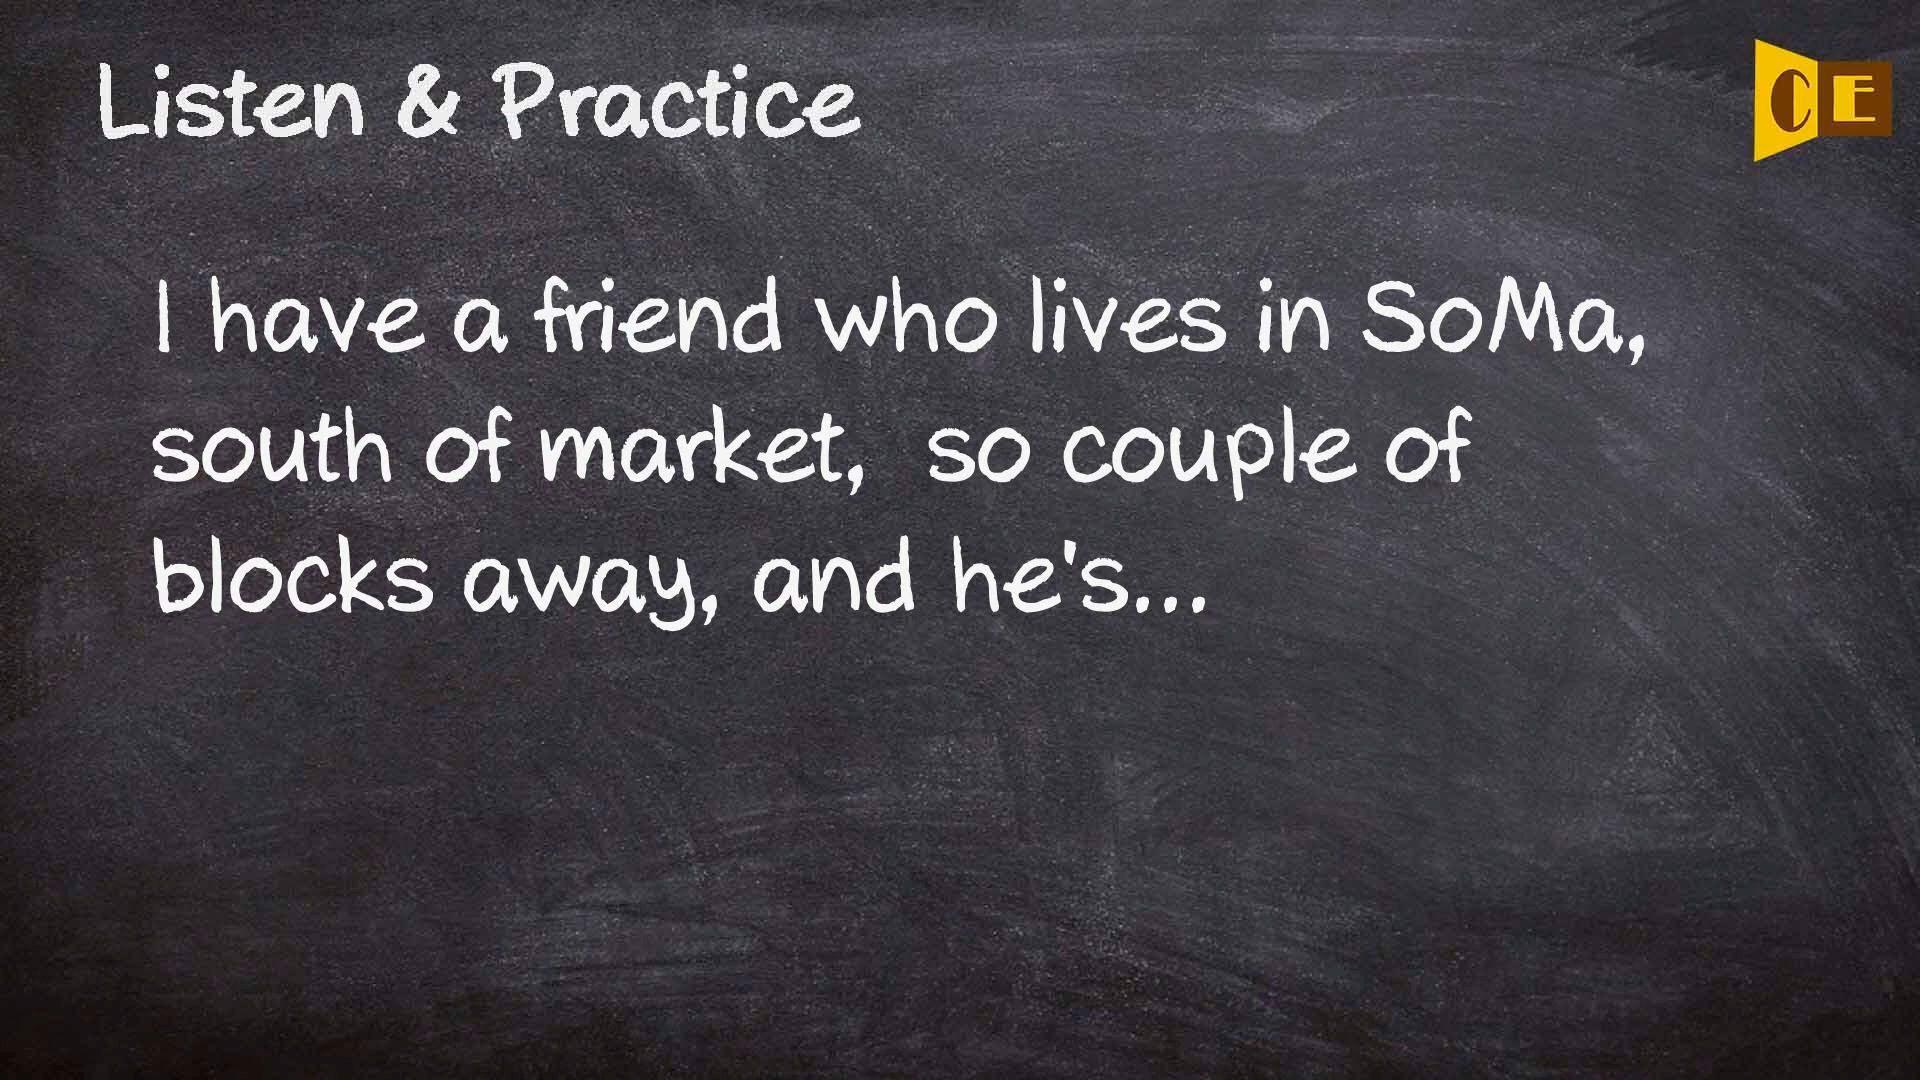 Listen & Practice
CE
I have a friend who lives in SoMa,
south of market,  so couple of
blocks away, and he's...